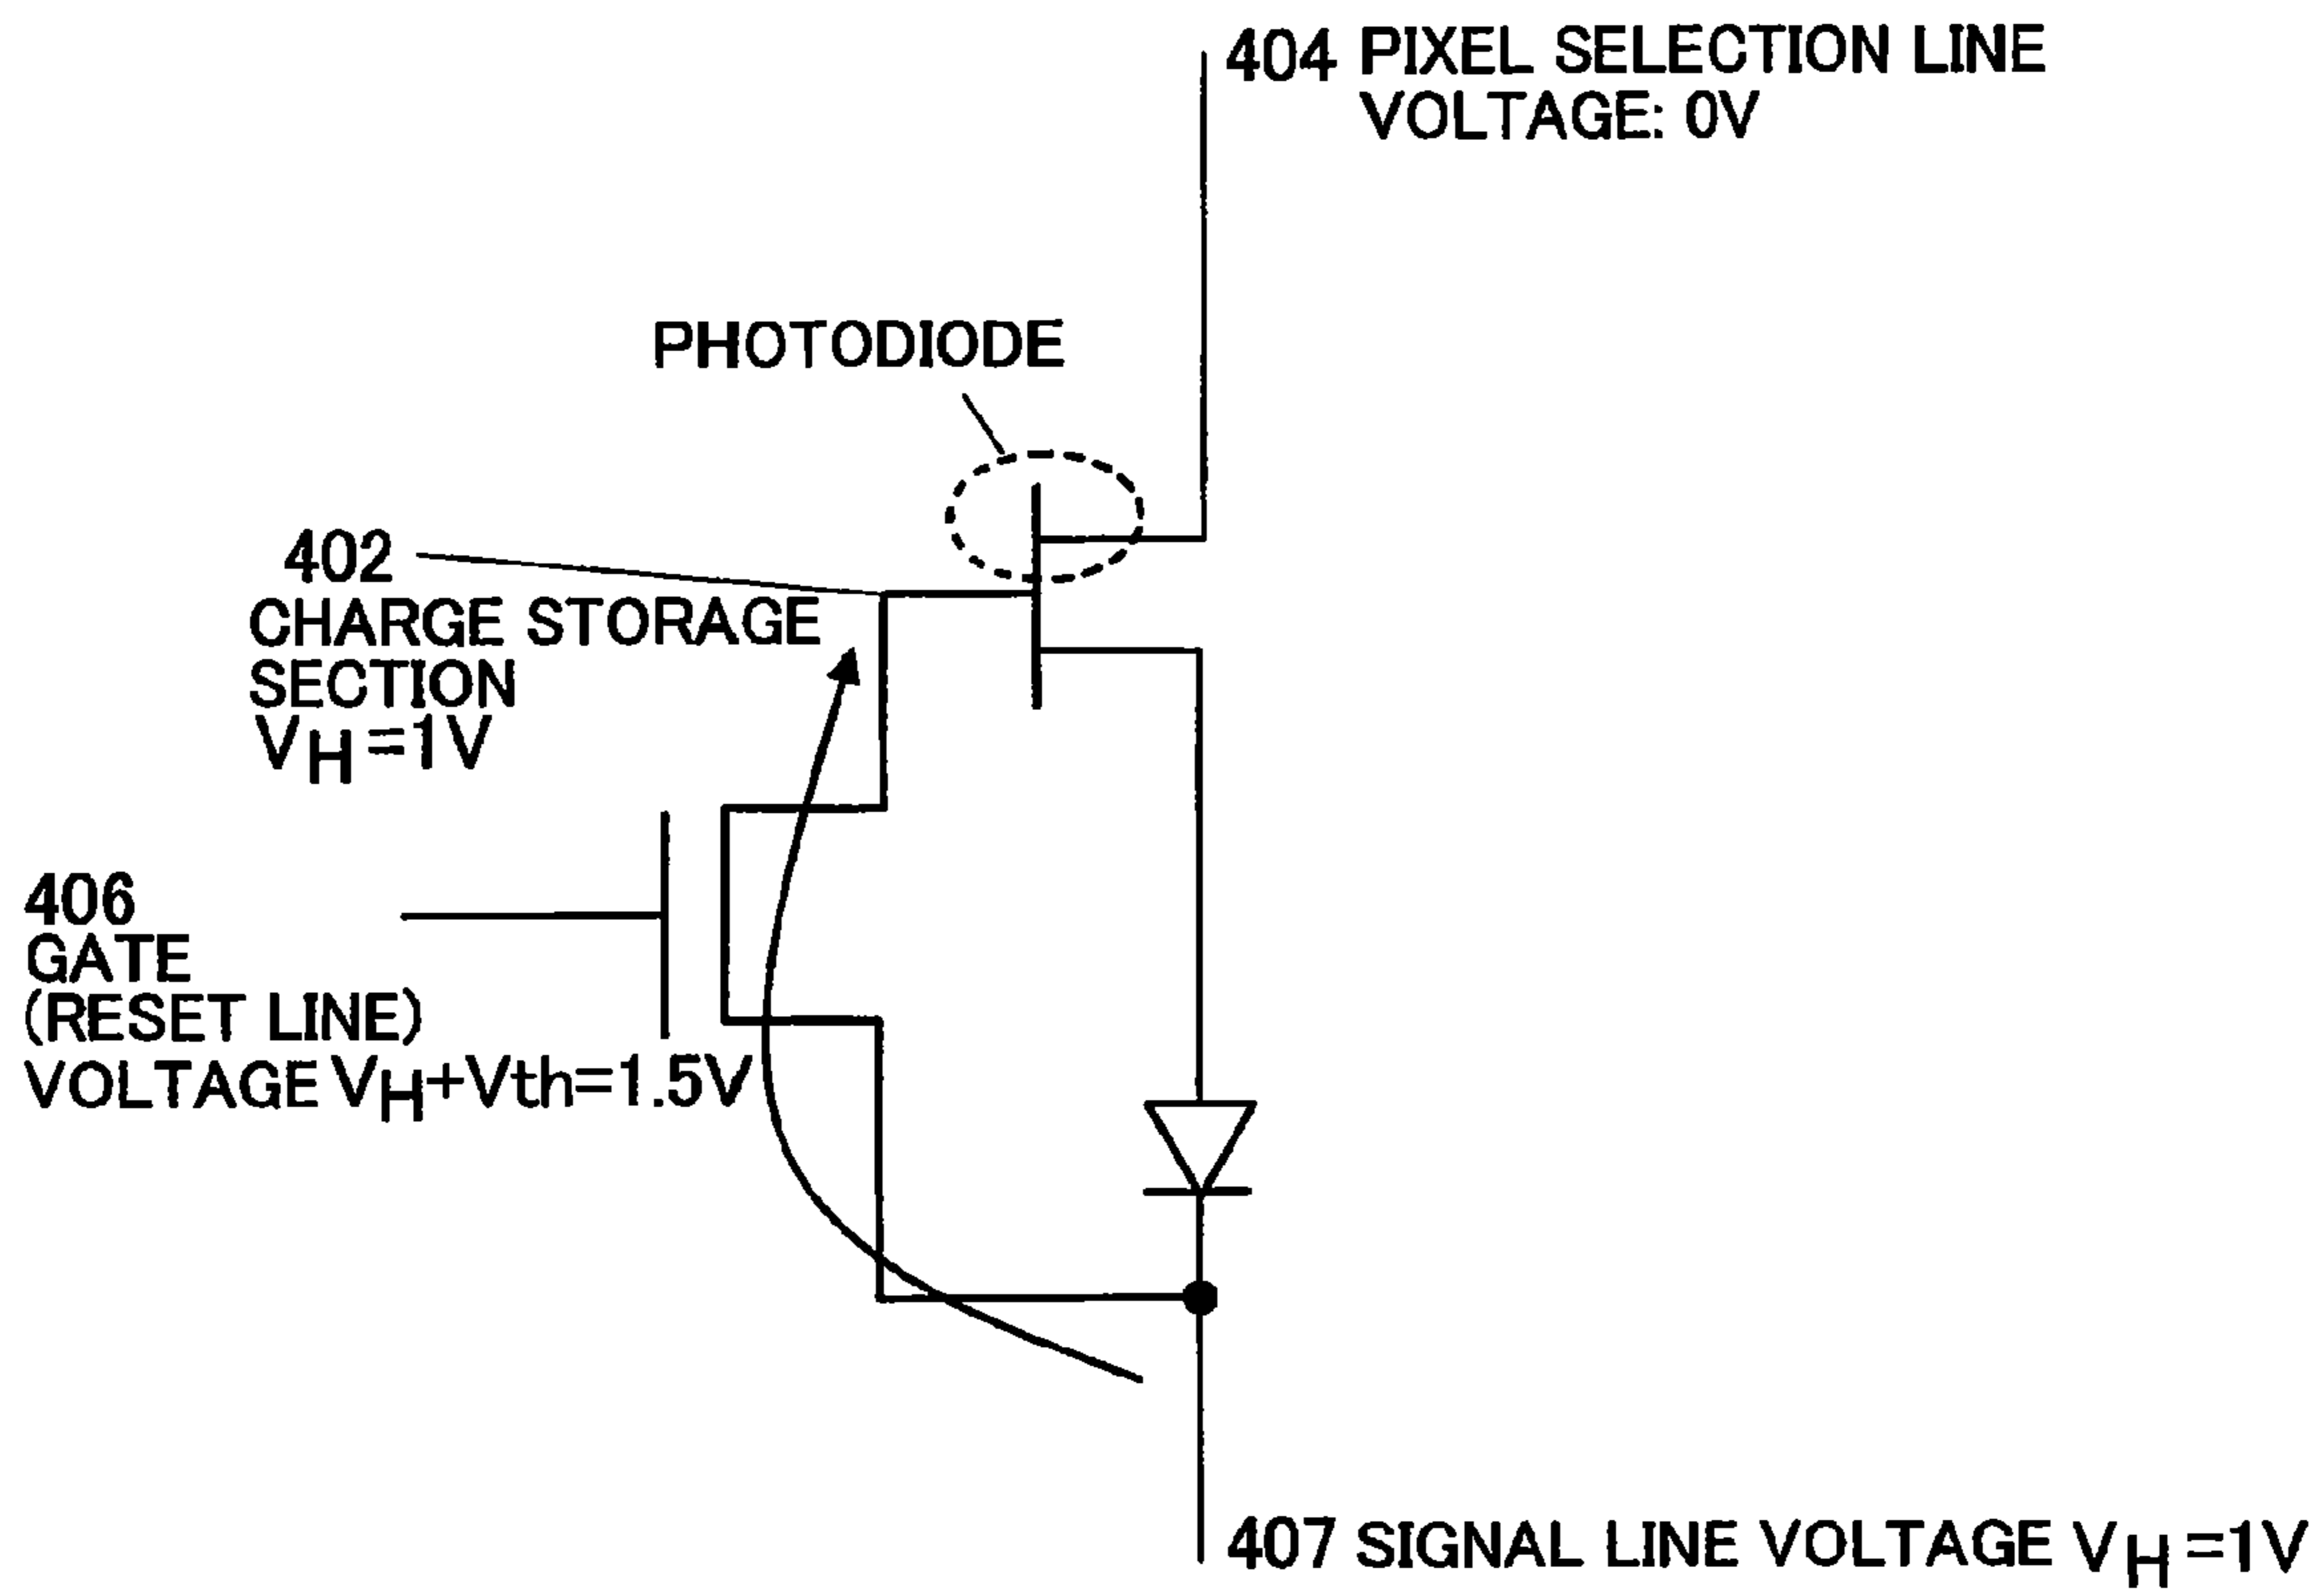 404 PIXEL SELECTION LINE
VOLTAGE: 0V
PHOTODIODE
402
CHARGE STORAGE
SECTION
VH=1V
406
GATE
(RESET LINE)
VOLTAGE VH+Vth=1.5V
407 SIGNAL LINE VOLTAGE VH=1V